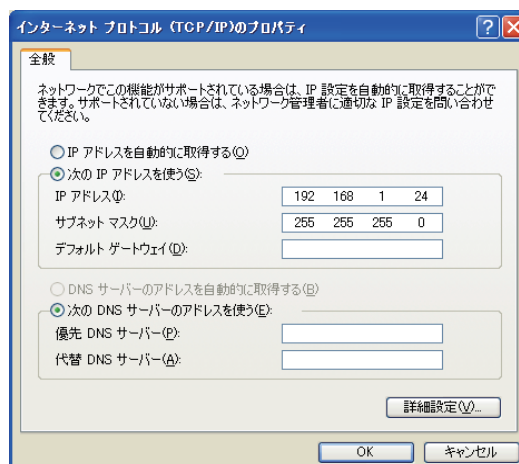 インターネット プロトコル (TCP/IP)のプロパティ
全般
ネットワークでこの機能がサポートされている場合は、IP 設定を自動的に取得することがで
きます。サポートされていない場合は、ネットワーク管理者に適切な IP 設定を問い合わせ
てください。
IP アドレスを自動的に取得する(O)
次の IP アドレスを使う(S):
IP アドレス(I): 192 168 1 24
サブネット マスク(U): 255 255 255 0
デフォルト ゲートウェイ(D):
DNS サーバーのアドレスを自動的に取得する(B)
次の DNS サーバーのアドレスを使う(E):
優先 DNS サーバー(P):
代替 DNS サーバー(A):
詳細設定(V)...
OK キャンセル